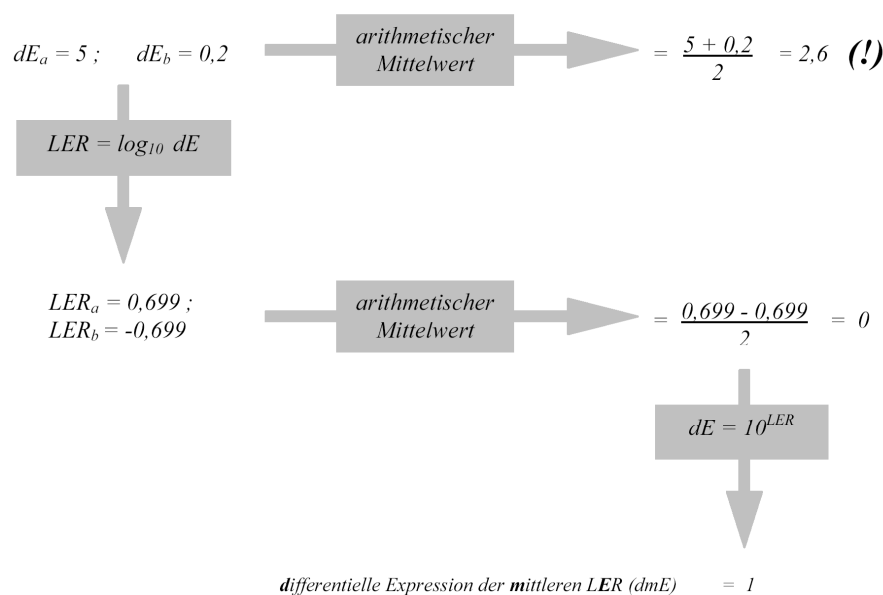 dEa = 5 ; dEb = 0,2
arithmetischer
Mittelwert
= 5 + 0,2 = 2,6 (!)
2
LER = log10 dE
LERa = 0,699 ;
LERb = -0,699
arithmetischer
Mittelwert
= 0,699 - 0,699 = 0
2
dE = 10^LER
differentielle Expression der mittleren LER (dmE) = 1